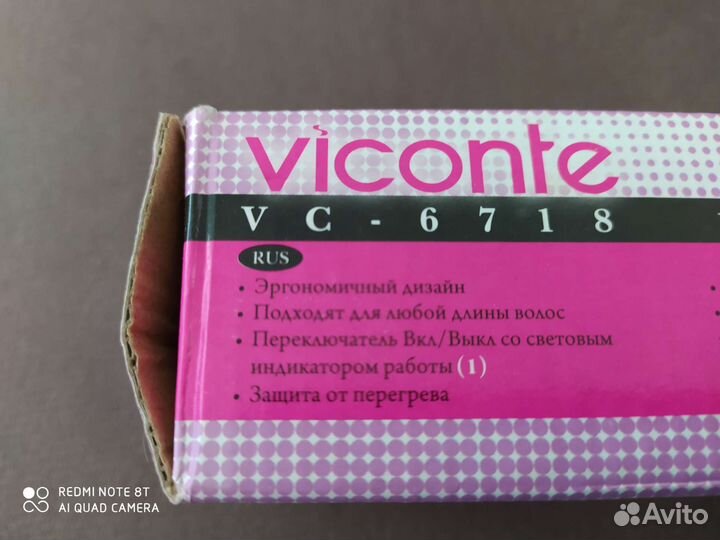 viconte
VC-6718
RUS
• Эргономичный дизайн
• Подходят для любой длины волос
• Переключатель Вкл/Выкл со световым
индикатором работы (1)
• Защита от перегрева
REDMI NOTE 8T
AI QUAD CAMERA
Avito